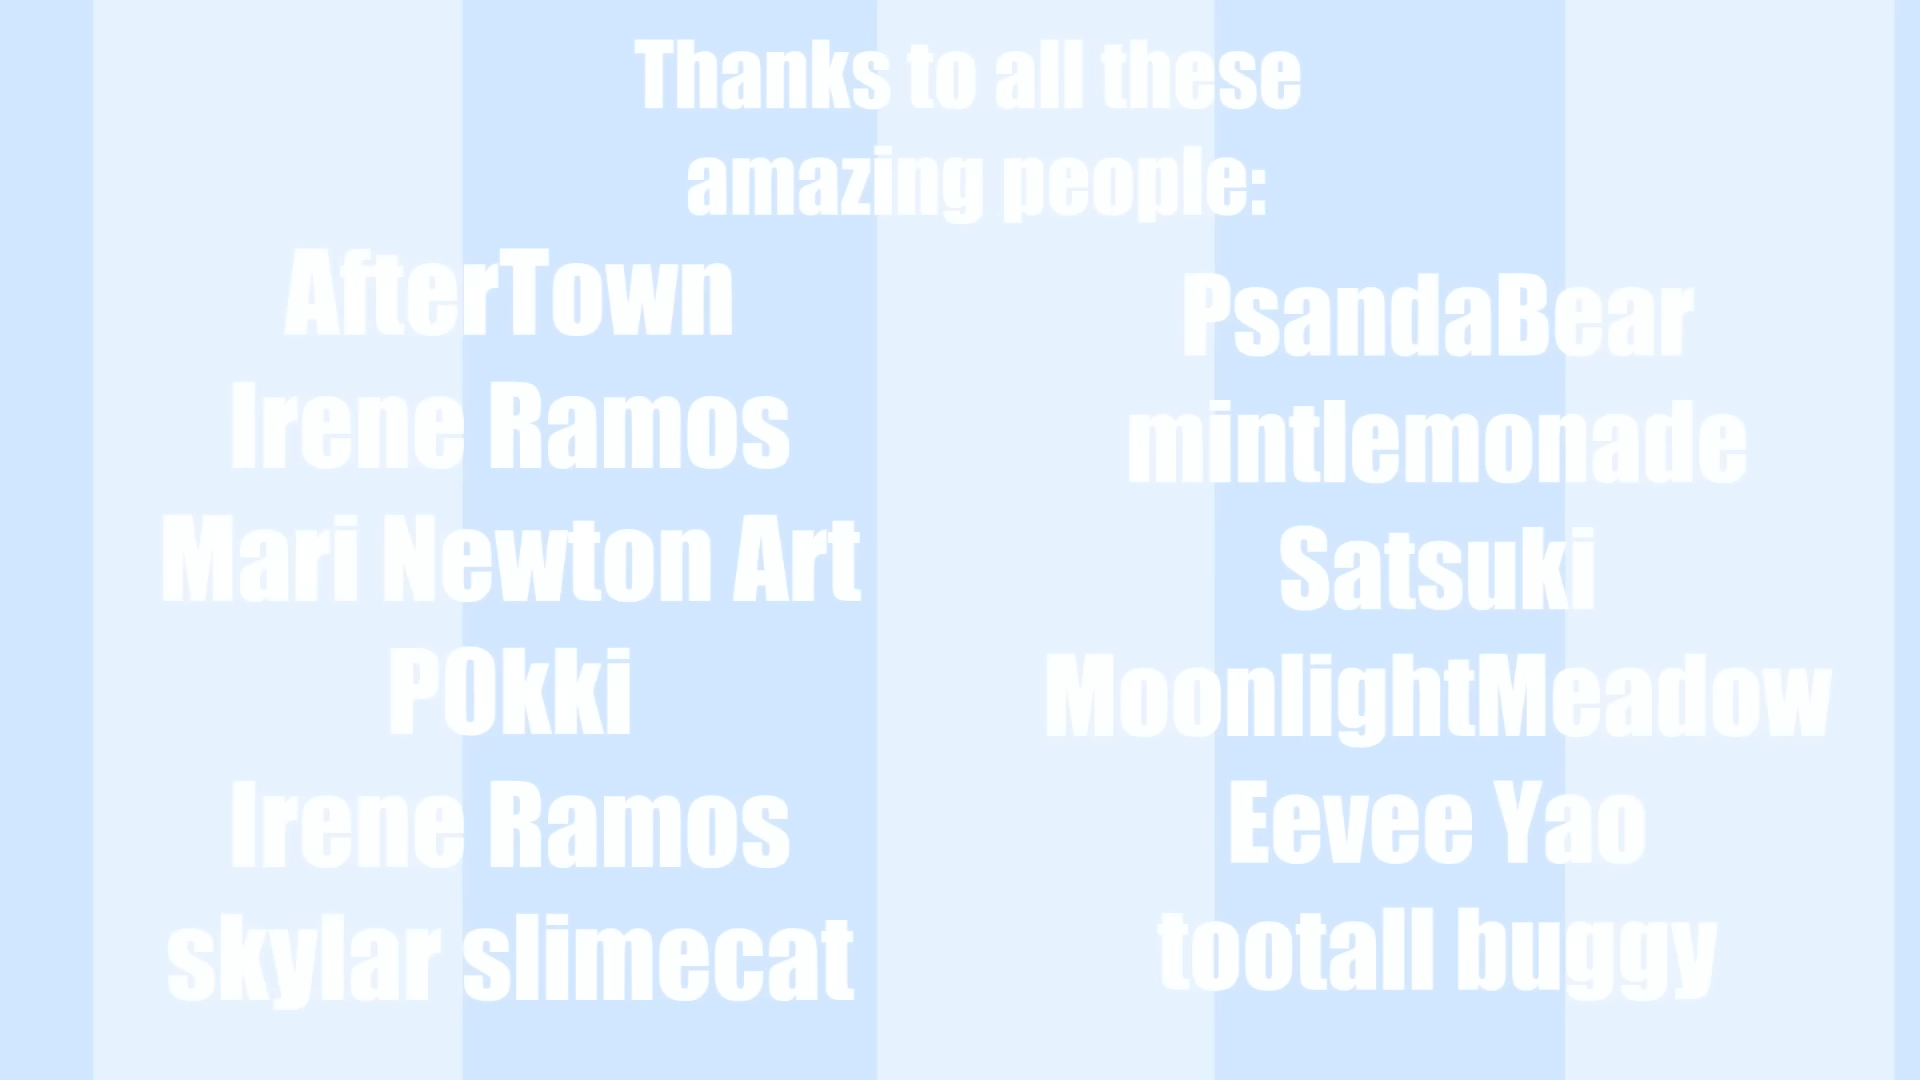 Thanks to all these
amazing people:
AfterTown
Irene Ramos
Mari Newton Art
P0kki
Irene Ramos
skylar slimecat
PsandaBear
mintlemonade
Satsuki
MoonlightMeadow
Eevee Yao
tootall buggy